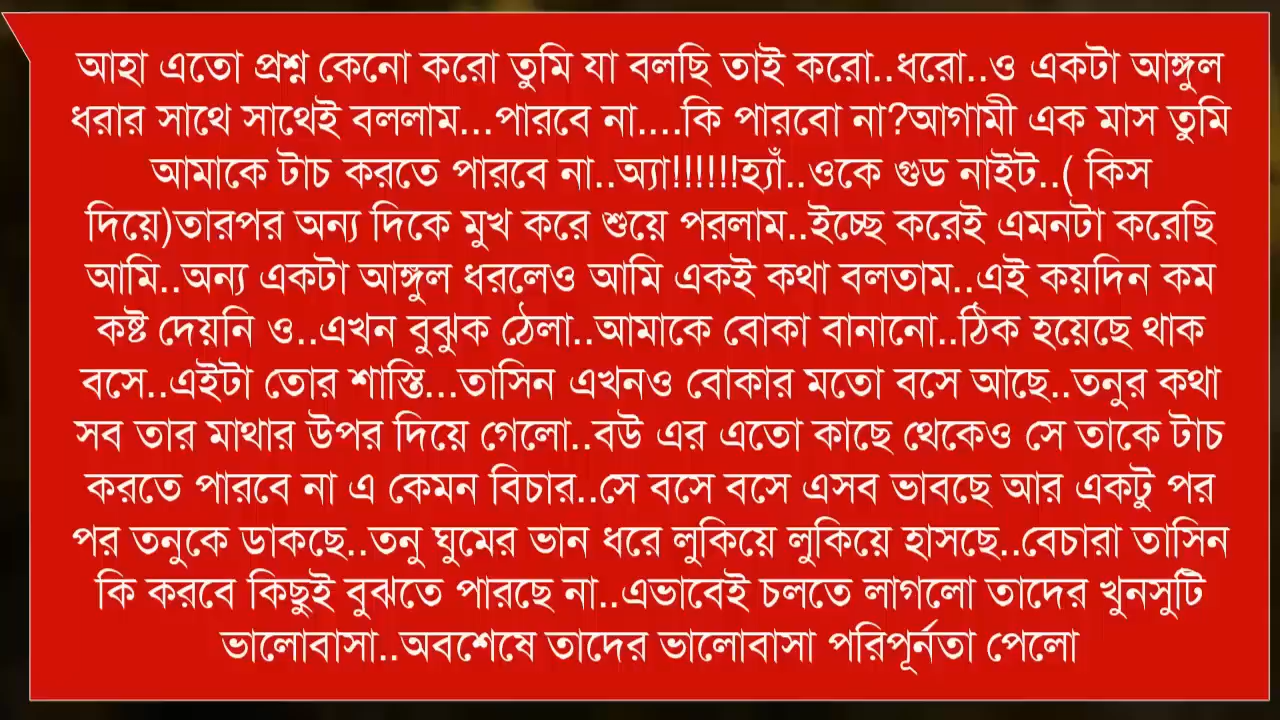 আহা এতো প্রশ্ন কেনো করো তুমি যা বলছি তাই করো..ধরো..ও একটা আঙ্গুল
ধরার সাথে সাথেই বললাম...পারবে না....কি পারবো না?আগামী এক মাস তুমি
আমাকে টাচ করতে পারবে না..অ্যা!!!!!!হ্যাঁ..ওকে গুড নাইট..( কিস
দিয়ে)তারপর অন্য দিকে মুখ করে শুয়ে পরলাম..ইচ্ছে করেই এমনটা করেছি
আমি..অন্য একটা আঙ্গুল ধরলেও আমি একই কথা বলতাম..এই কয়দিন কম
কষ্ট দেয়নি ও..এখন বুঝুক ঠেলা..আমাকে বোকা বানানো..ঠিক হয়েছে থাক
বসে..এইটা তোর শাস্তি...তাসিন এখনও বোকার মতো বসে আছে..তনুর কথা
সব তার মাথার উপর দিয়ে গেলো..বউ এর এতো কাছে থেকেও সে তাকে টাচ
করতে পারবে না এ কেমন বিচার..সে বসে বসে এসব ভাবছে আর একটু পর
পর তনুকে ডাকছে..তনু ঘুমের ভান ধরে লুকিয়ে লুকিয়ে হাসছে..বেচারা তাসিন
কি করবে কিছুই বুঝতে পারছে না..এভাবেই চলতে লাগলো তাদের খুনসুটি
ভালোবাসা..অবশেষে তাদের ভালোবাসা পরিপূর্নতা পেলো